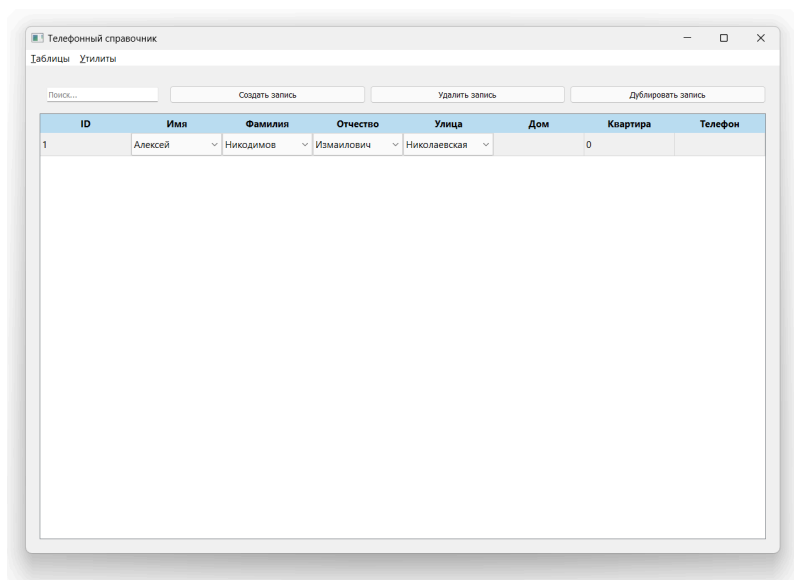 Телефонный справочник
Таблицы Утилиты
Поиск... Создать запись Удалить запись Дублировать запись
ID Имя Фамилия Отчество Улица Дом Квартира Телефон
1 Алексей Никодимов Измаилович Николаевская 0